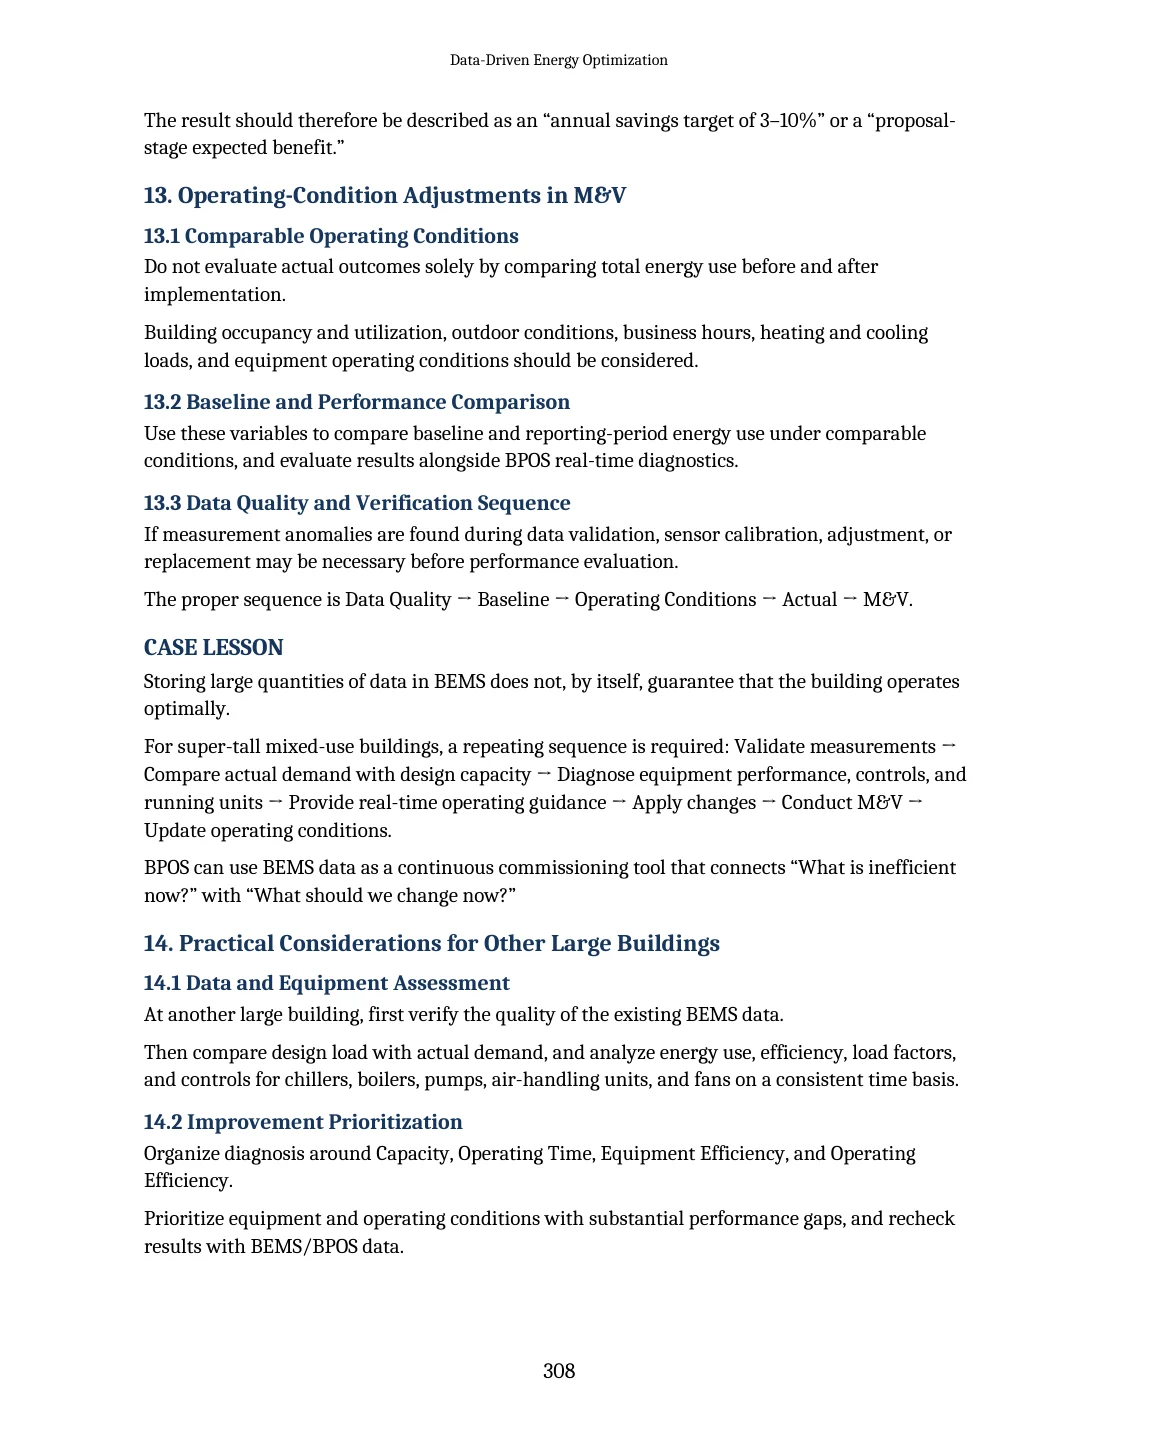 Data-Driven Energy Optimization
The result should therefore be described as an “annual savings target of 3–10%” or a “proposal-
stage expected benefit.”
13. Operating-Condition Adjustments in M&V
13.1 Comparable Operating Conditions
Do not evaluate actual outcomes solely by comparing total energy use before and after
implementation.
Building occupancy and utilization, outdoor conditions, business hours, heating and cooling
loads, and equipment operating conditions should be considered.
13.2 Baseline and Performance Comparison
Use these variables to compare baseline and reporting-period energy use under comparable
conditions, and evaluate results alongside BPOS real-time diagnostics.
13.3 Data Quality and Verification Sequence
If measurement anomalies are found during data validation, sensor calibration, adjustment, or
replacement may be necessary before performance evaluation.
The proper sequence is Data Quality → Baseline → Operating Conditions → Actual → M&V.
CASE LESSON
Storing large quantities of data in BEMS does not, by itself, guarantee that the building operates
optimally.
For super-tall mixed-use buildings, a repeating sequence is required: Validate measurements →
Compare actual demand with design capacity → Diagnose equipment performance, controls, and
running units → Provide real-time operating guidance → Apply changes → Conduct M&V →
Update operating conditions.
BPOS can use BEMS data as a continuous commissioning tool that connects “What is inefficient
now?” with “What should we change now?”
14. Practical Considerations for Other Large Buildings
14.1 Data and Equipment Assessment
At another large building, first verify the quality of the existing BEMS data.
Then compare design load with actual demand, and analyze energy use, efficiency, load factors,
and controls for chillers, boilers, pumps, air-handling units, and fans on a consistent time basis.
14.2 Improvement Prioritization
Organize diagnosis around Capacity, Operating Time, Equipment Efficiency, and Operating
Efficiency.
Prioritize equipment and operating conditions with substantial performance gaps, and recheck
results with BEMS/BPOS data.
308